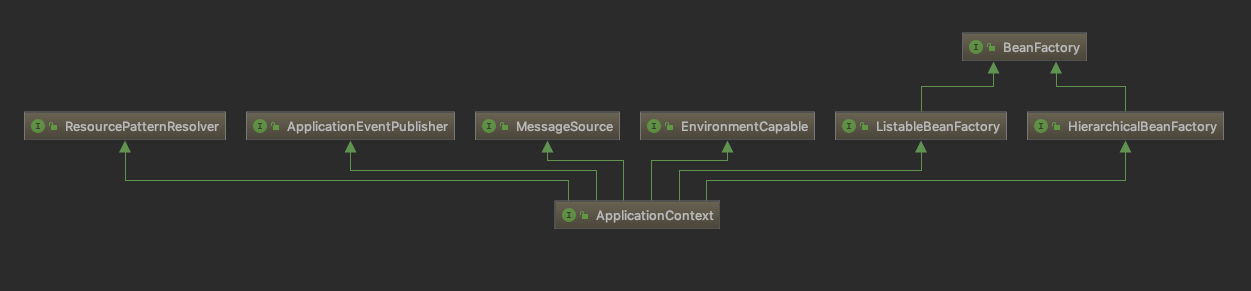 BeanFactory
ResourcePatternResolver
ApplicationEventPublisher
MessageSource
EnvironmentCapable
ListableBeanFactory
HierarchicalBeanFactory
ApplicationContext